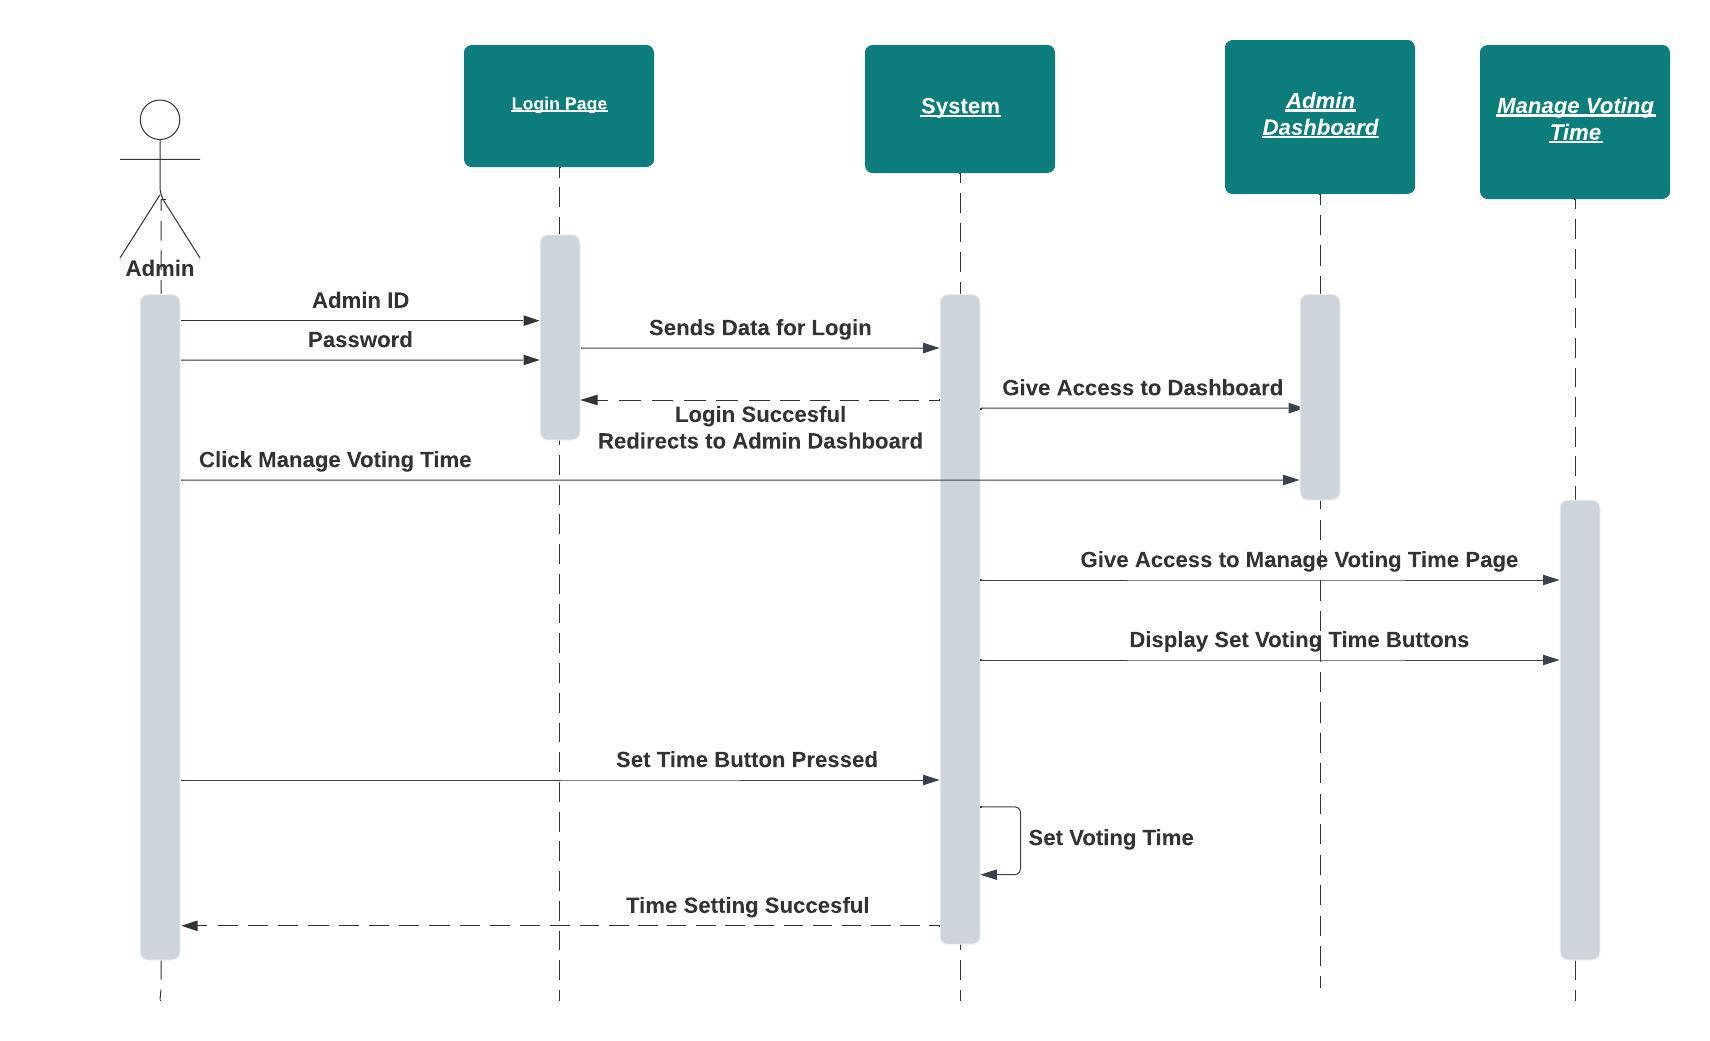 Login Page
System
Admin
Dashboard
Manage Voting
Time
Admin
Admin ID
Password
Sends Data for Login
Give Access to Dashboard
Login Succesful
Redirects to Admin Dashboard
Click Manage Voting Time
Give Access to Manage Voting Time Page
Display Set Voting Time Buttons
Set Time Button Pressed
Set Voting Time
Time Setting Succesful